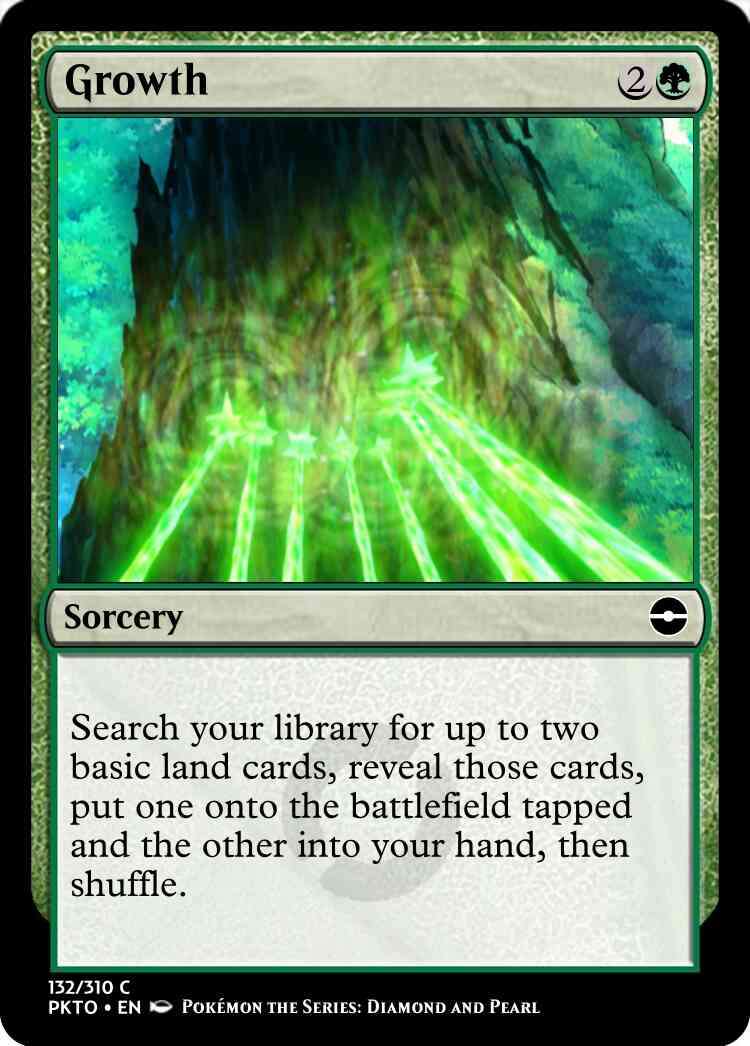 Growth 2
Sorcery
Search your library for up to two
basic land cards, reveal those cards,
put one onto the battlefield tapped
and the other into your hand, then
shuffle.
132/310 C
PKTO • EN Pokémon the Series: Diamond and Pearl